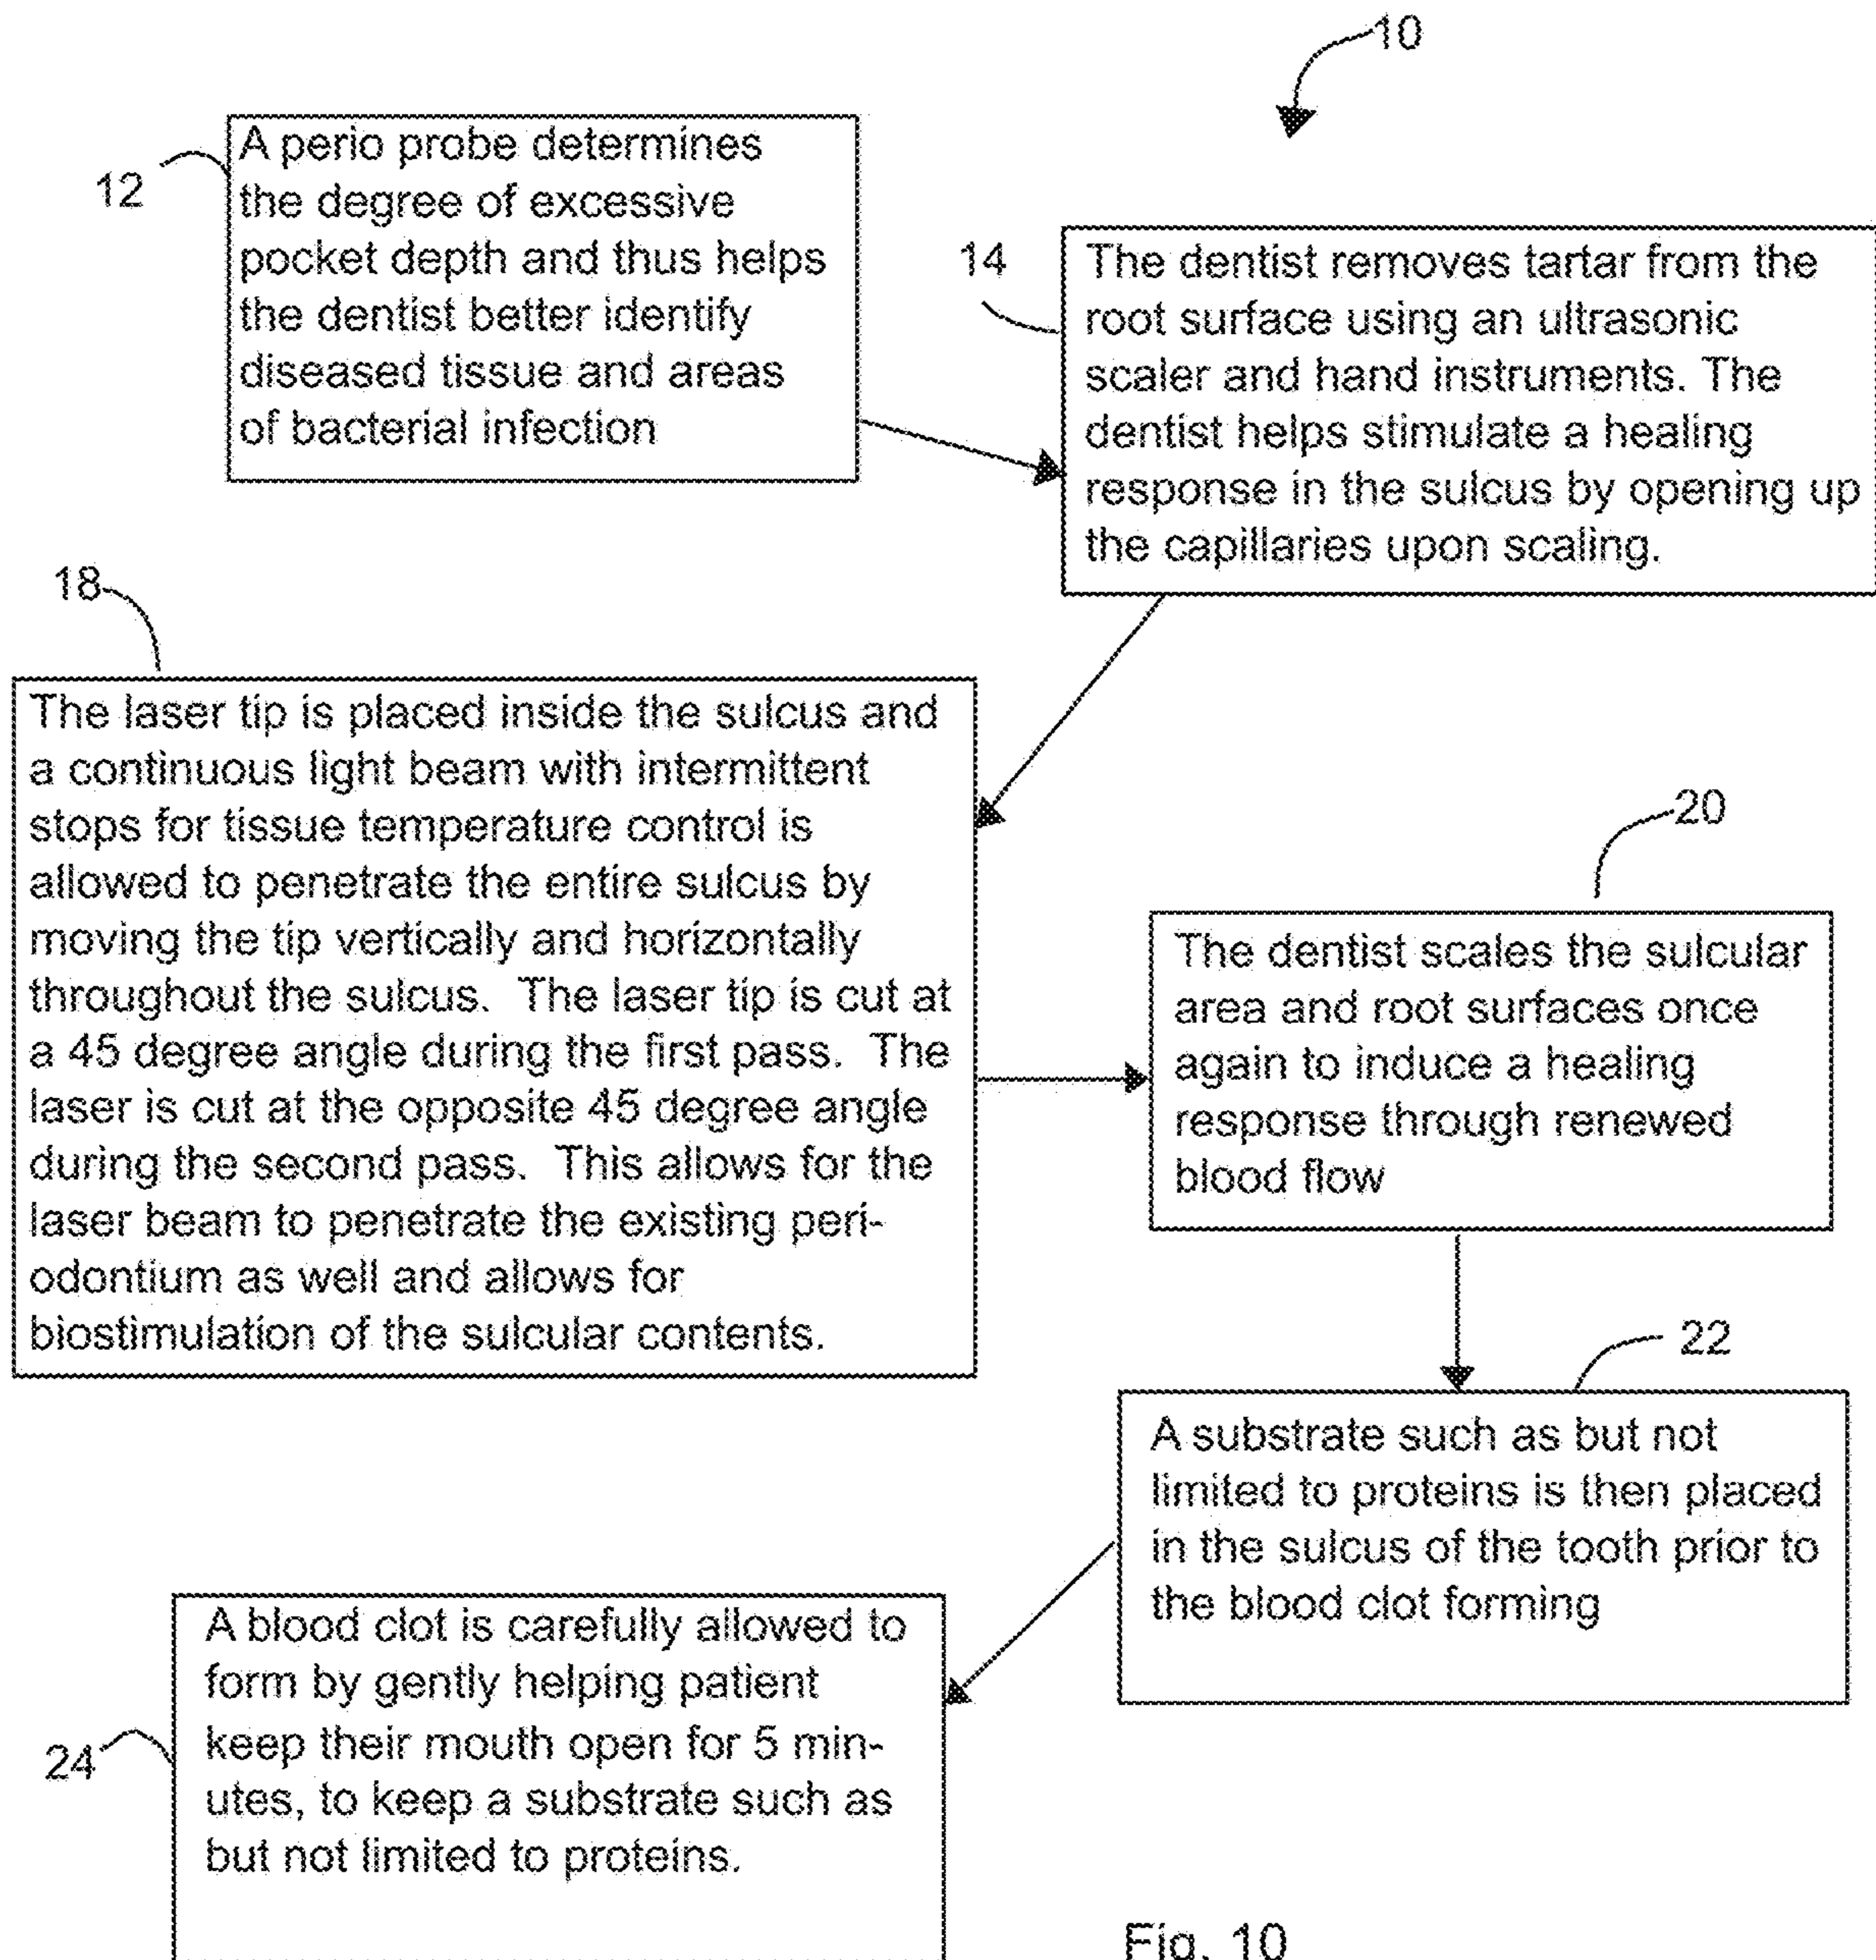 10
12
A perio probe determines
the degree of excessive
pocket depth and thus helps
the dentist better identify
diseased tissue and areas
of bacterial infection
14
The dentist removes tartar from the
root surface using an ultrasonic
scaler and hand instruments. The
dentist helps stimulate a healing
response in the sulcus by opening up
the capillaries upon scaling.
18
The laser tip is placed inside the sulcus and
a continuous light beam with intermittent
stops for tissue temperature control is
allowed to penetrate the entire sulcus by
moving the tip vertically and horizontally
throughout the sulcus. The laser tip is cut at
a 45 degree angle during the first pass. The
laser is cut at the opposite 45 degree angle
during the second pass. This allows for the
laser beam to penetrate the existing peri-
odontium as well and allows for
biostimulation of the sulcular contents.
20
The dentist scales the sulcular
area and root surfaces once
again to induce a healing
response through renewed
blood flow
22
A substrate such as but not
limited to proteins is then placed
in the sulcus of the tooth prior to
the blood clot forming
24
A blood clot is carefully allowed to
form by gently helping patient
keep their mouth open for 5 min-
utes, to keep a substrate such as
but not limited to proteins.
Fig. 10